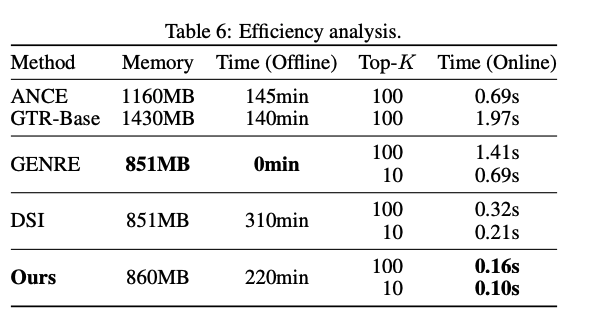 Table 6: Efficiency analysis.
Method Memory Time (Offline) Top-K Time (Online)
ANCE 1160MB 145min 100 0.69s
GTR-Base 1430MB 140min 100 1.97s
GENRE 851MB 0min 100 1.41s
10 0.69s
DSI 851MB 310min 100 0.32s
10 0.21s
Ours 860MB 220min 100 0.16s
10 0.10s